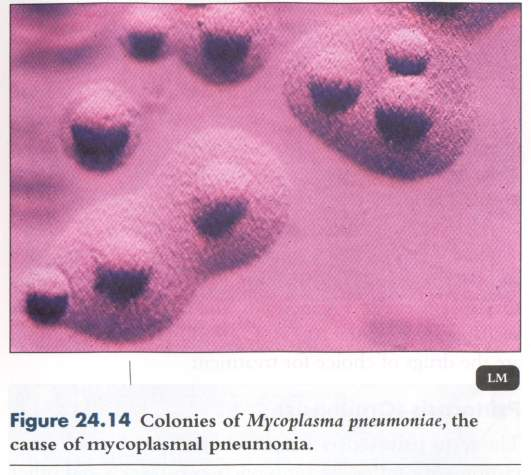 LM
Figure 24.14 Colonies of Mycoplasma pneumoniae, the
cause of mycoplasmal pneumonia.